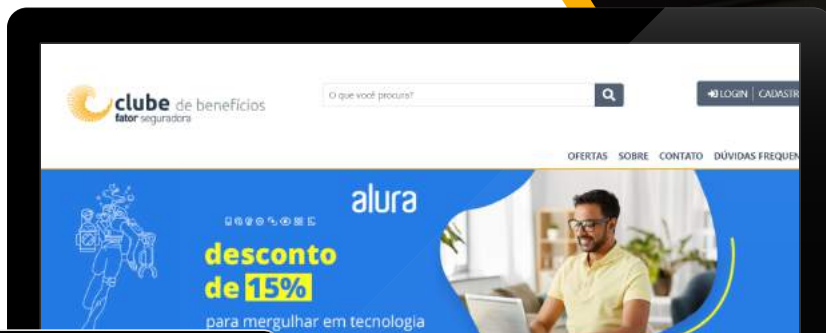 clube de benefícios
fator seguradora
O que você procura?
LOGIN | CADASTR
OFERTAS SOBRE CONTATO DÚVIDAS FREQUEN
alura
desconto
de 15%
para mergulhar em tecnologia